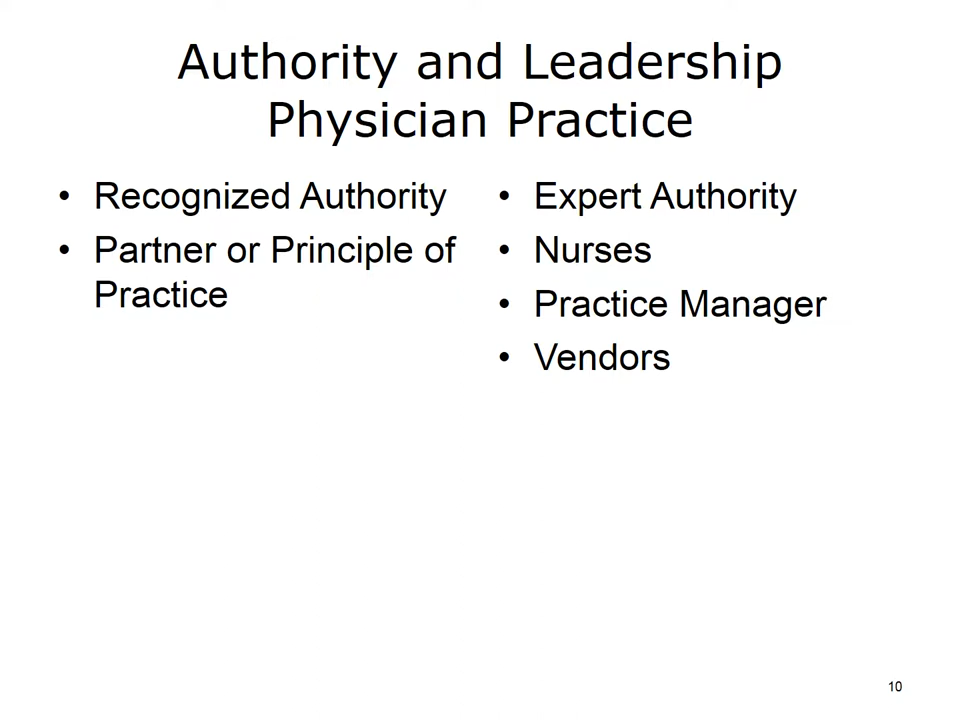 Authority and Leadership
Physician Practice
• Recognized Authority
• Partner or Principle of
Practice
• Expert Authority
• Nurses
• Practice Manager
• Vendors
10